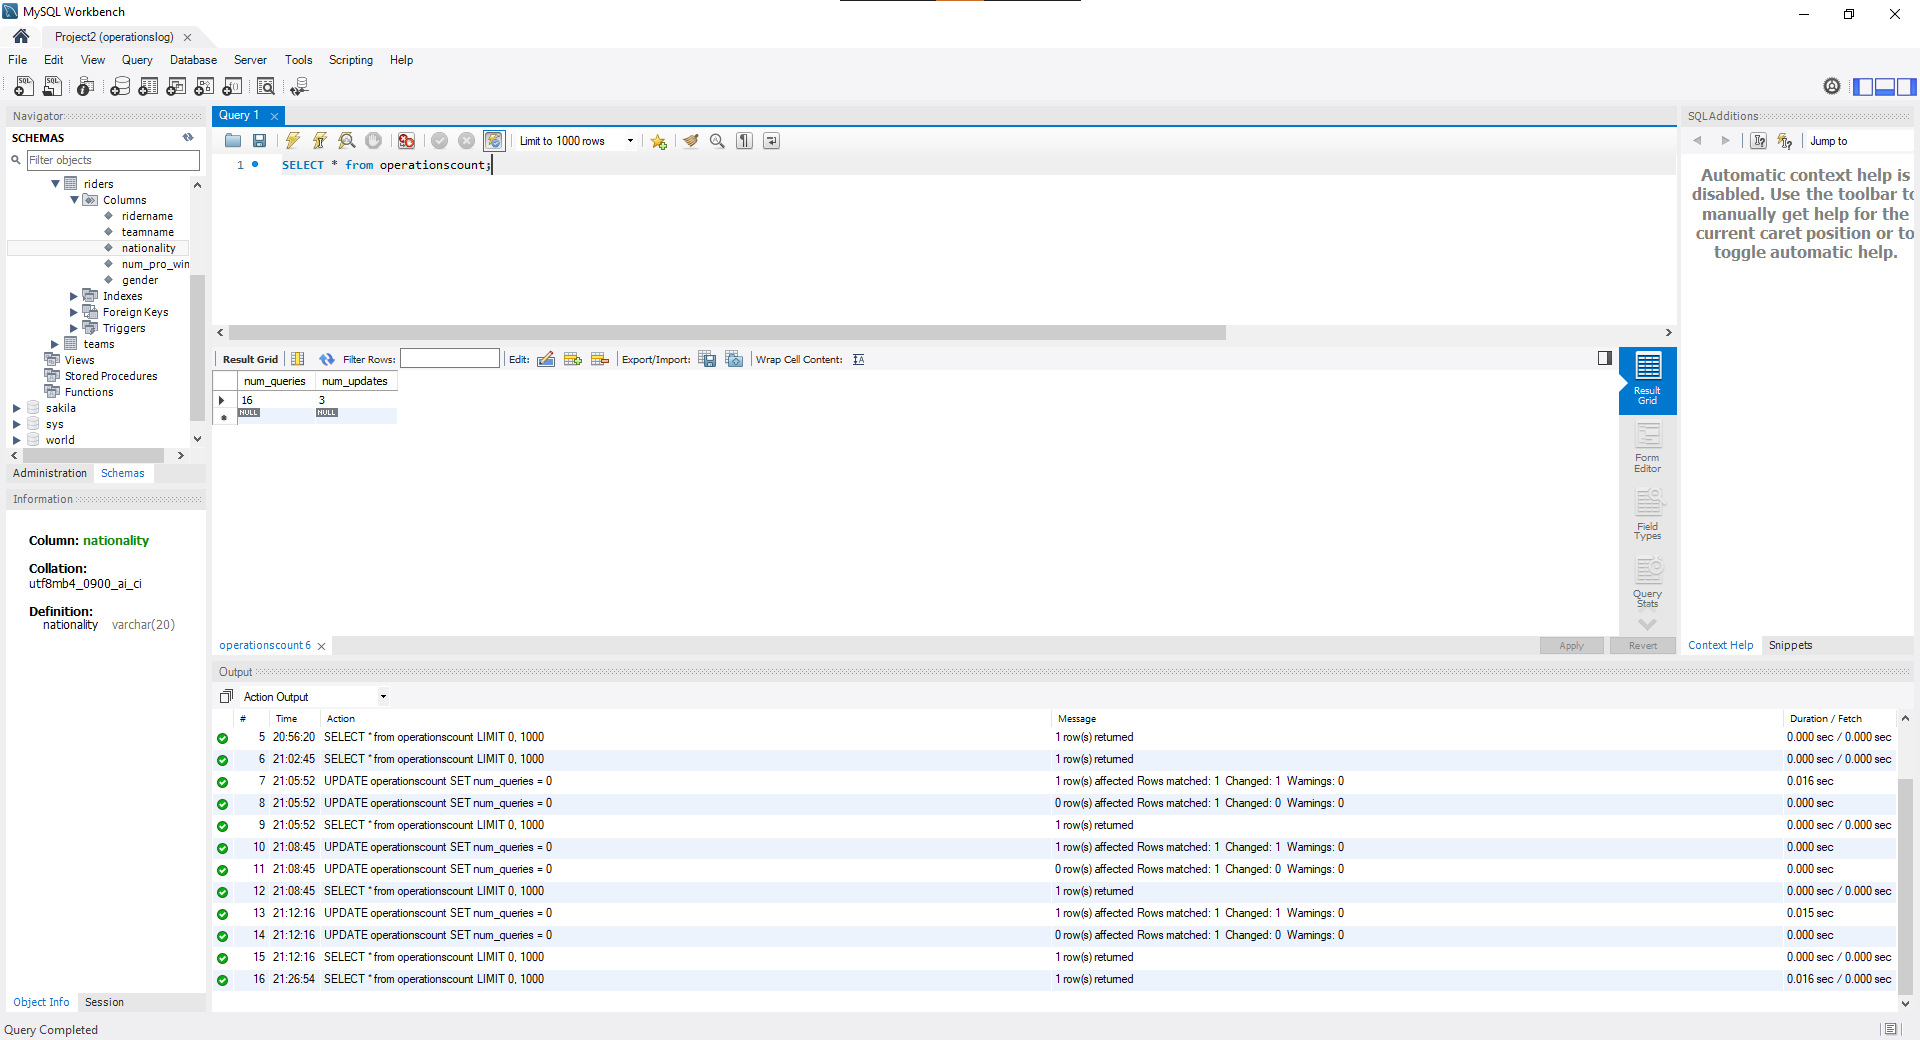 MySQL Workbench
Project2 (operationslog)
File Edit View Query Database Server Tools Scripting Help
Navigator
SCHEMAS
Filter objects
riders
Columns
ridername
teamname
nationality
num_pro_win
gender
Indexes
Foreign Keys
Triggers
teams
Views
Stored Procedures
Functions
sakila
sys
world
Administration Schemas
Information
Column: nationality
Collation:
utf8mb4_0900_ai_ci
Definition:
nationality varchar(20)
Object Info Session
Query 1
Limit to 1000 rows
1 SELECT * from operationscount;
Result Grid Filter Rows: Edit: Export/Import: Wrap Cell Content:
num_queries num_updates
16 3
NULL NULL
Result
Grid
Form
Editor
Field
Types
Query
Stats
operationscount 6
Apply Revert
SQLAdditions
Jump to
Automatic context help is
disabled. Use the toolbar to
manually get help for the
current caret position or to
toggle automatic help.
Context Help Snippets
Output
Action Output
# Time Action Message Duration / Fetch
5 20:56:20 SELECT * from operationscount LIMIT 0, 1000 1 row(s) returned 0.000 sec / 0.000 sec
6 21:02:45 SELECT * from operationscount LIMIT 0, 1000 1 row(s) returned 0.000 sec / 0.000 sec
7 21:05:52 UPDATE operationscount SET num_queries = 0 1 row(s) affected Rows matched: 1 Changed: 1 Warnings: 0 0.016 sec
8 21:05:52 UPDATE operationscount SET num_queries = 0 0 row(s) affected Rows matched: 1 Changed: 0 Warnings: 0 0.000 sec
9 21:05:52 SELECT * from operationscount LIMIT 0, 1000 1 row(s) returned 0.000 sec / 0.000 sec
10 21:08:45 UPDATE operationscount SET num_queries = 0 1 row(s) affected Rows matched: 1 Changed: 1 Warnings: 0 0.000 sec
11 21:08:45 UPDATE operationscount SET num_queries = 0 0 row(s) affected Rows matched: 1 Changed: 0 Warnings: 0 0.000 sec
12 21:08:45 SELECT * from operationscount LIMIT 0, 1000 1 row(s) returned 0.000 sec / 0.000 sec
13 21:12:16 UPDATE operationscount SET num_queries = 0 1 row(s) affected Rows matched: 1 Changed: 1 Warnings: 0 0.015 sec
14 21:12:16 UPDATE operationscount SET num_queries = 0 0 row(s) affected Rows matched: 1 Changed: 0 Warnings: 0 0.000 sec
15 21:12:16 SELECT * from operationscount LIMIT 0, 1000 1 row(s) returned 0.000 sec / 0.000 sec
16 21:26:54 SELECT * from operationscount LIMIT 0, 1000 1 row(s) returned 0.016 sec / 0.000 sec
Query Completed